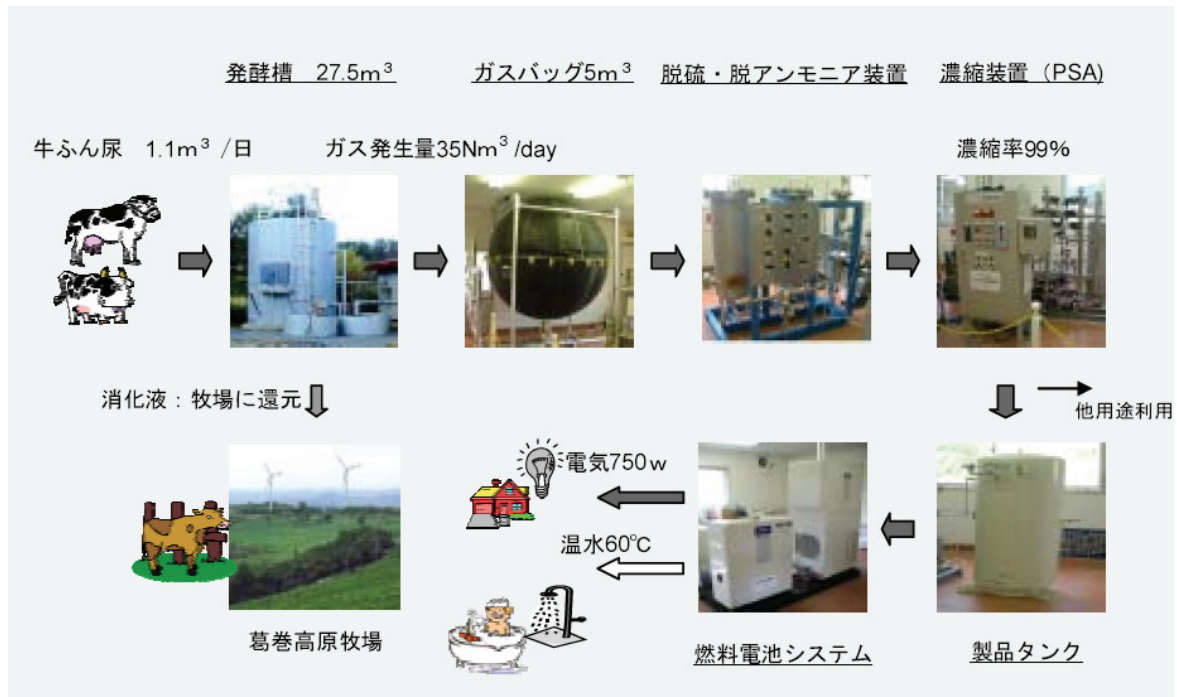 発酵槽　27.5m³
ガスバッグ5m³
脱硫・脱アンモニア装置
濃縮装置（PSA)
牛ふん尿　1.1m³ /日
ガス発生量35Nm³ /day
濃縮率99%
消化液：牧場に還元
他用途利用
電気750w
温水60℃
葛巻高原牧場
燃料電池システム
製品タンク